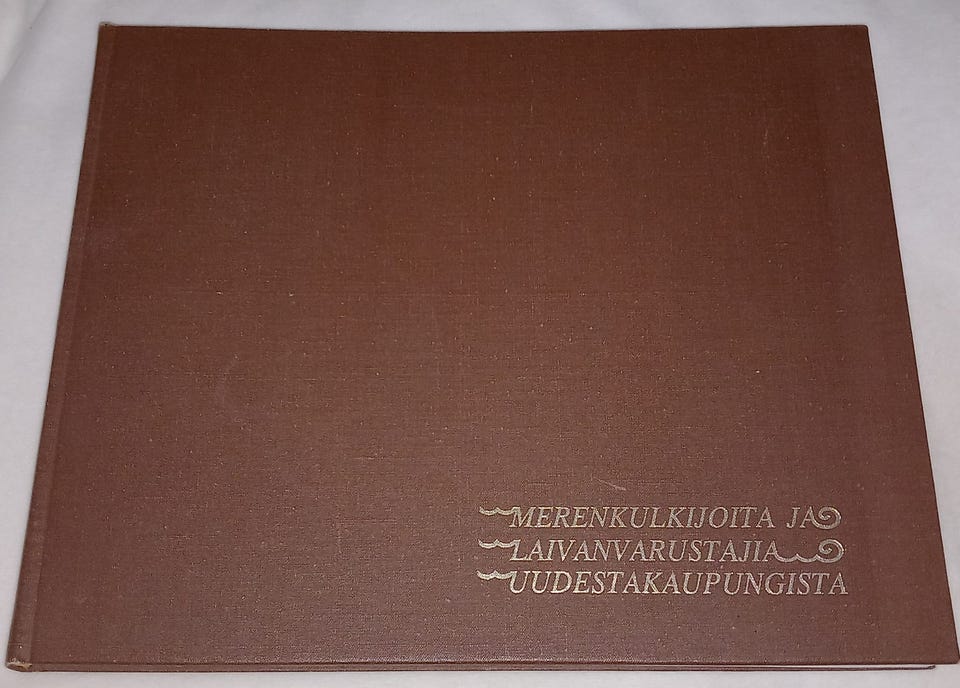 MERENKULKIJOITA JA
LAIVANVARUSTAJIA
UUDESTAKAUPUNGISTA